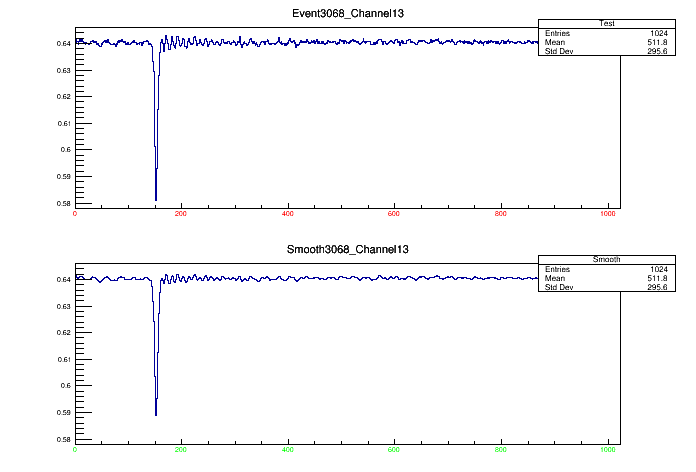 Event3068_Channel13
Test
Entries 1024
Mean 511.8
Std Dev 295.6
0.64
0.63
0.62
0.61
0.6
0.59
0.58
0 200 400 600 800 1000
Smooth3068_Channel13
Smooth
Entries 1024
Mean 511.8
Std Dev 295.6
0.64
0.63
0.62
0.61
0.6
0.59
0.58
0 200 400 600 800 1000